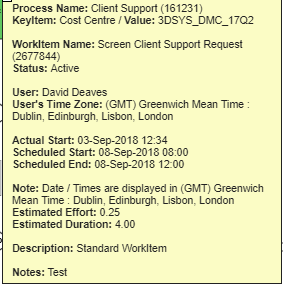 Process Name: Client Support (161231)
KeyItem: Cost Centre / Value: 3DSYS_DMC_17Q2
WorkItem Name: Screen Client Support Request
(2677844)
Status: Active
User: David Deaves
User's Time Zone: (GMT) Greenwich Mean Time :
Dublin, Edinburgh, Lisbon, London
Actual Start: 03-Sep-2018 12:34
Scheduled Start: 08-Sep-2018 08:00
Scheduled End: 08-Sep-2018 12:00
Note: Date / Times are displayed in (GMT) Greenwich
Mean Time : Dublin, Edinburgh, Lisbon, London
Estimated Effort: 0.25
Estimated Duration: 4.00
Description: Standard WorkItem
Notes: Test